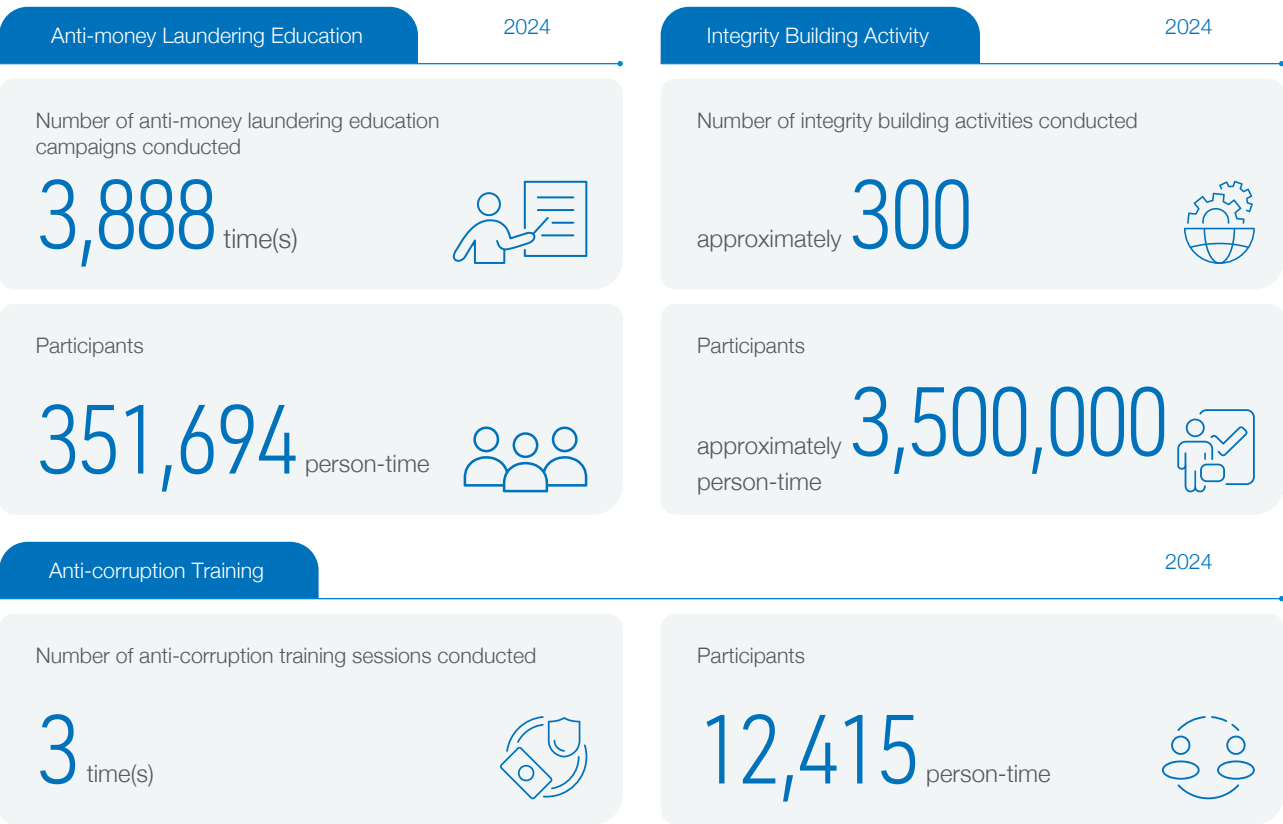 Anti-money Laundering Education
2024
Number of anti-money laundering education
campaigns conducted
3,888 time(s)
Participants
351,694 person-time
Integrity Building Activity
2024
Number of integrity building activities conducted
approximately 300
Participants
approximately 3,500,000
person-time
Anti-corruption Training
2024
Number of anti-corruption training sessions conducted
3 time(s)
Participants
12,415 person-time